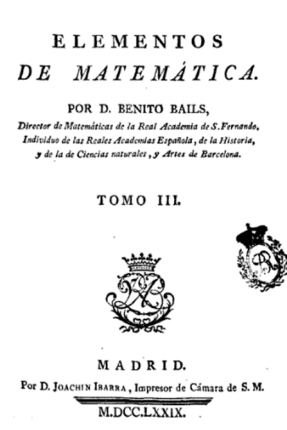 ELEMENTOS
DE MATEMÁTICA.
POR D. BENITO BAILS,
Director de Matemáticas de la Real Academia de S. Fernando,
Individuo de las Reales Academias Española, de la Historia,
y de la de Ciencias naturales, y Artes de Barcelona.
TOMO III.
MADRID.
Por D. JOACHIN IBARRA, Impresor de Cámara de S. M.
M.DCC.LXXIX.